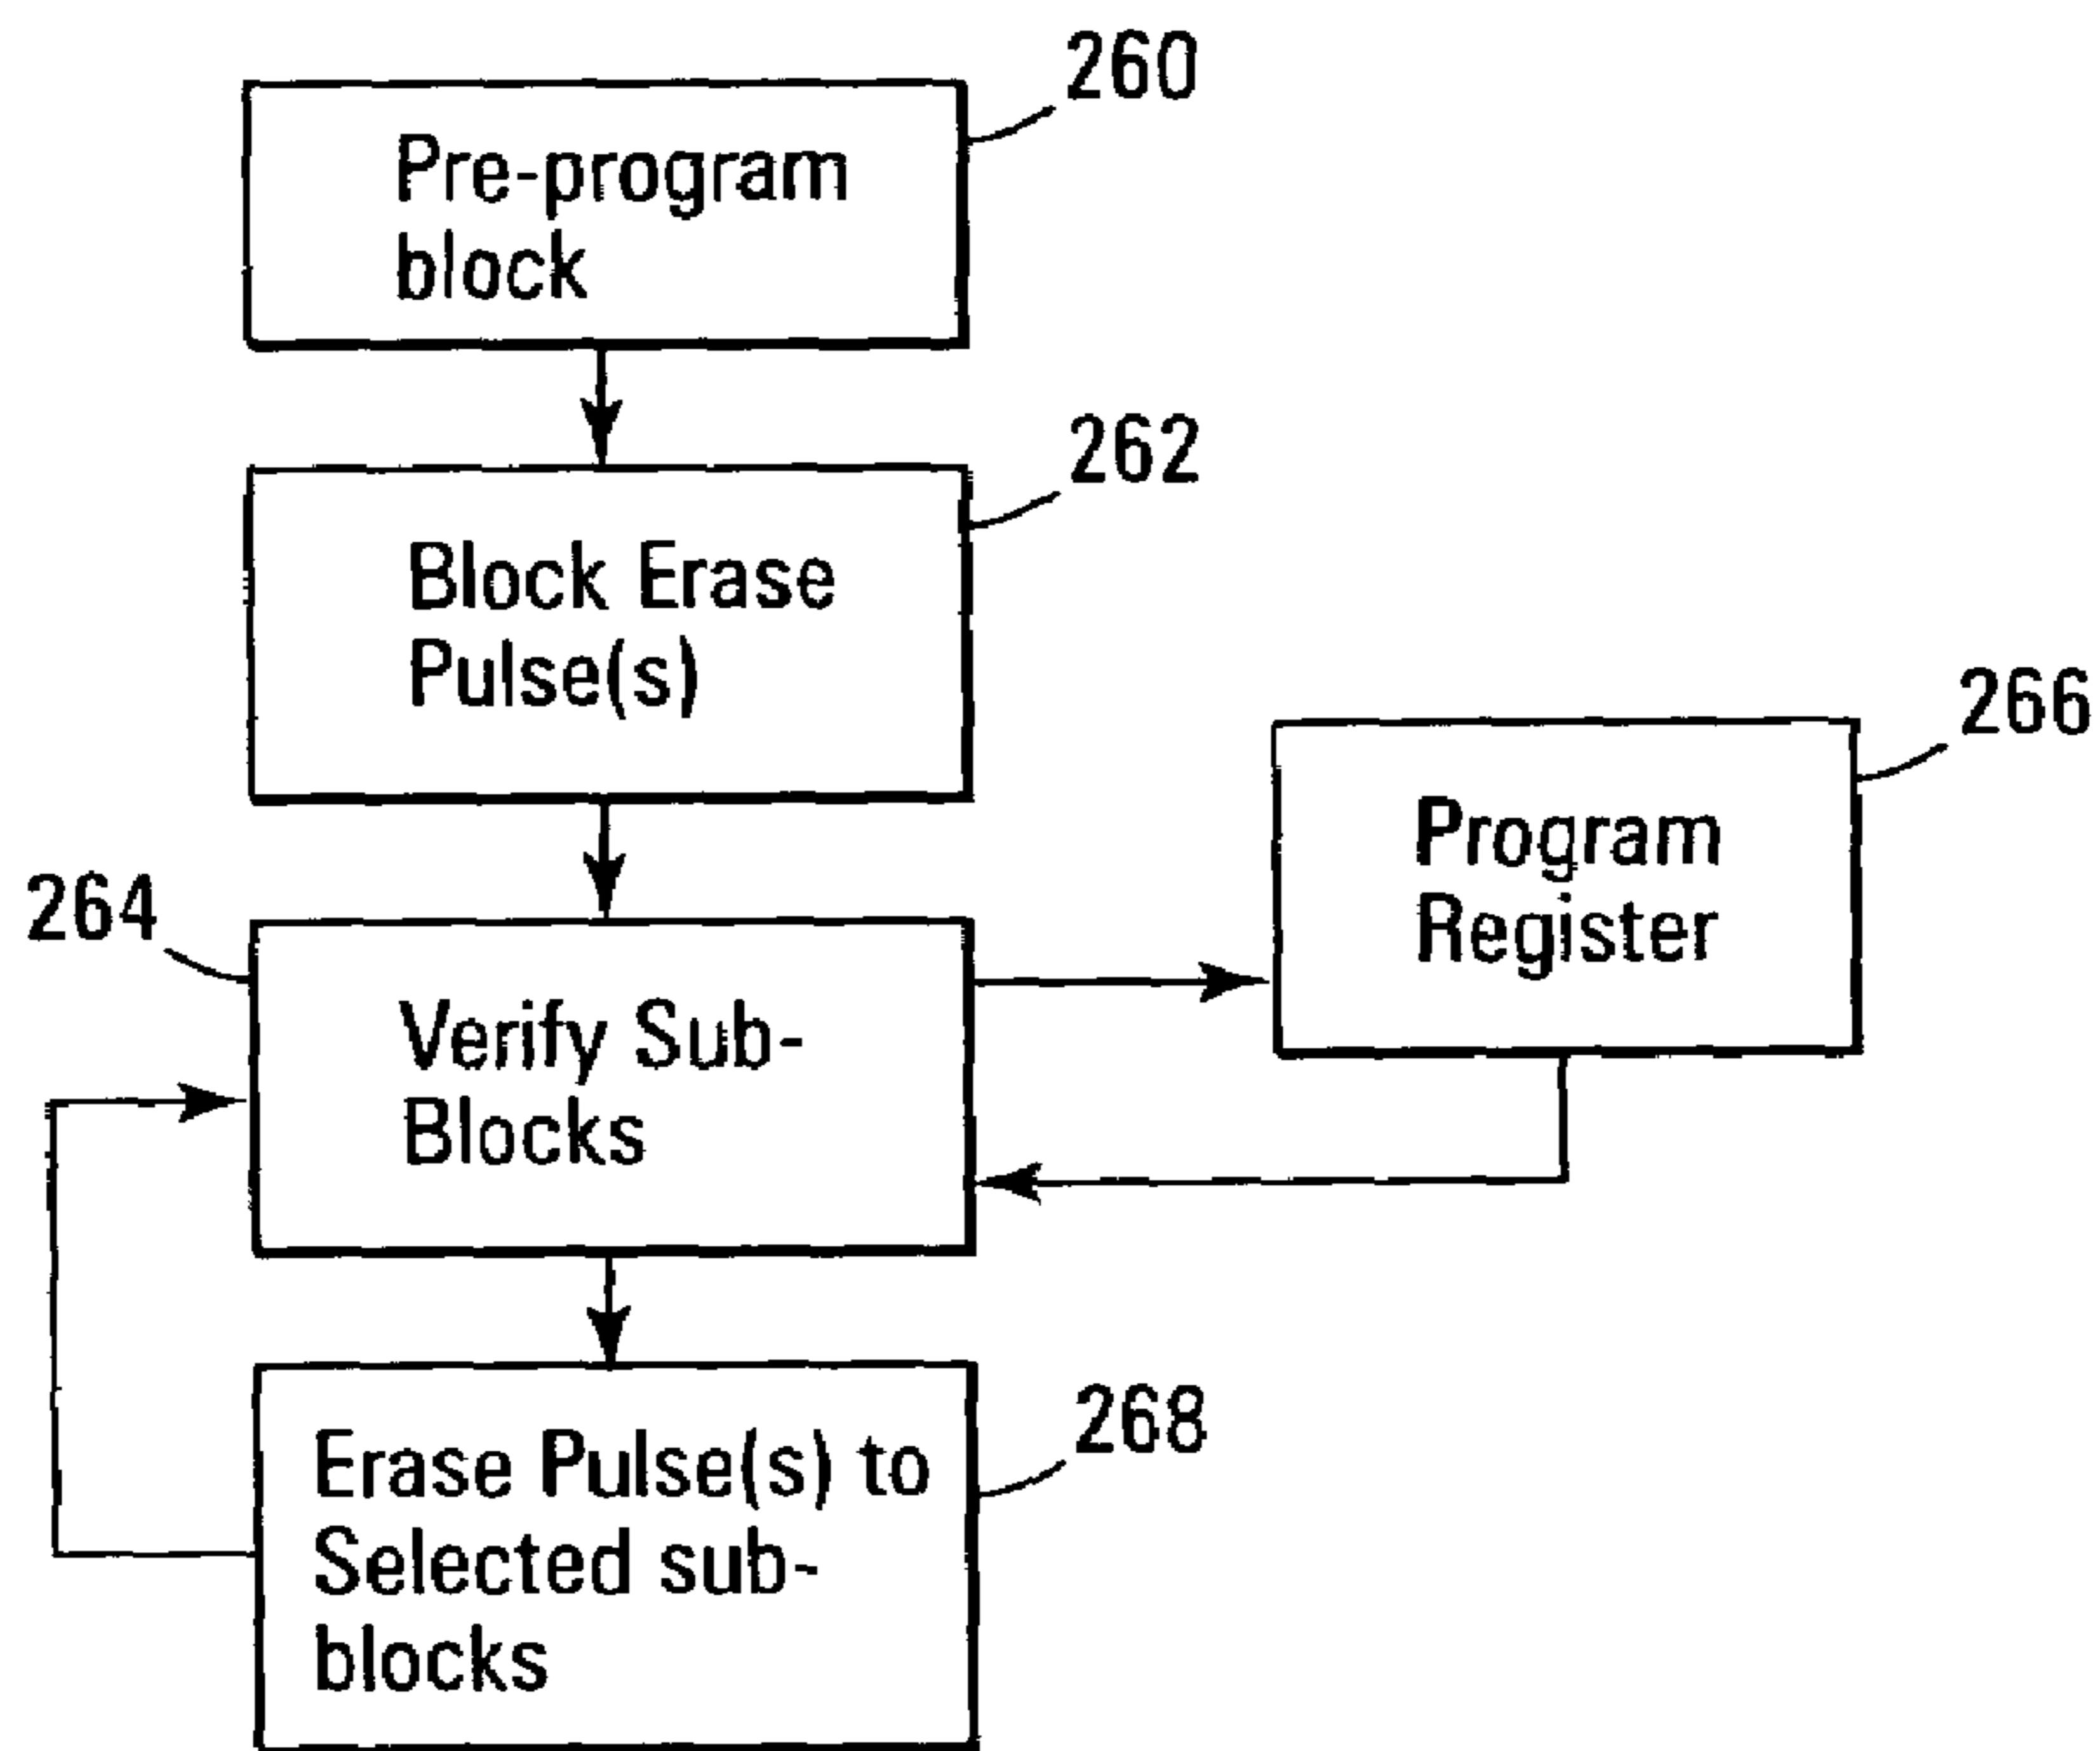 260
Pre-program
block
262
Block Erase
Pulse(s)
266
Program
Register
264
Verify Sub-
Blocks
268
Erase Pulse(s) to
Selected sub-
blocks